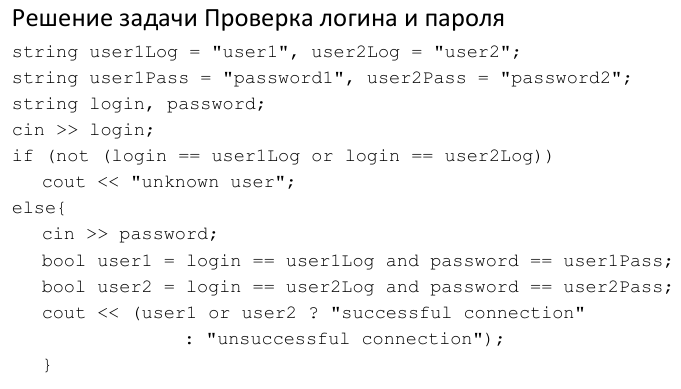 Решение задачи Проверка логина и пароля
string user1Log = "user1", user2Log = "user2";
string user1Pass = "password1", user2Pass = "password2";
string login, password;
cin >> login;
if (not (login == user1Log or login == user2Log))
cout << "unknown user";
else{
cin >> password;
bool user1 = login == user1Log and password == user1Pass;
bool user2 = login == user2Log and password == user2Pass;
cout << (user1 or user2 ? "successful connection"
: "unsuccessful connection");
}